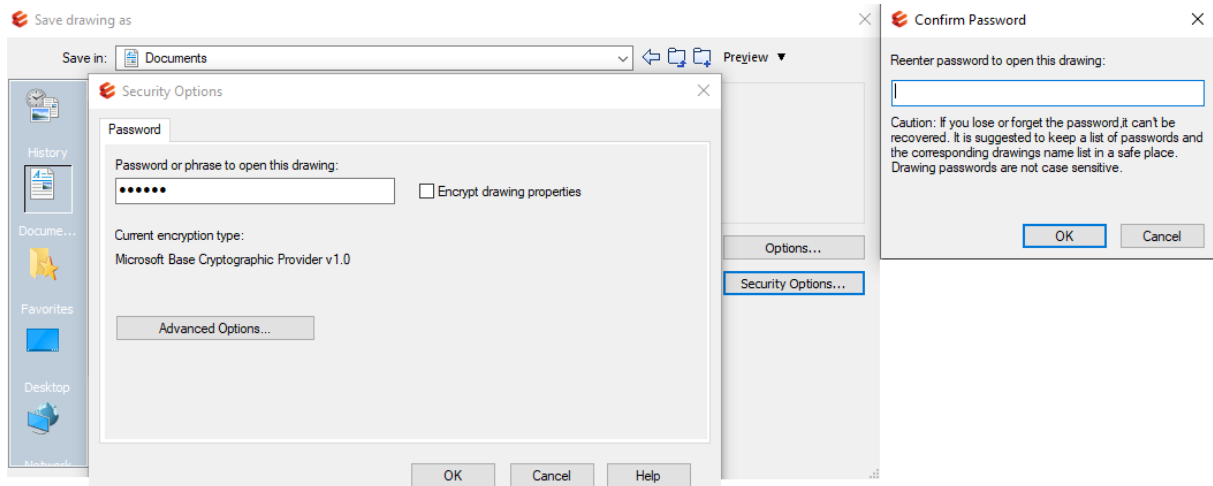 Save drawing as
Save in: Documents Preview ▼
History
Docume...
Favorites
Desktop
Network
Security Options
Password
Password or phrase to open this drawing:
●●●●●● Encrypt drawing properties
Current encryption type:
Microsoft Base Cryptographic Provider v1.0
Advanced Options...
OK Cancel Help
Options...
Security Options...
Confirm Password
Reenter password to open this drawing:
Caution: If you lose or forget the password,it can't be
recovered. It is suggested to keep a list of passwords and
the corresponding drawings name list in a safe place.
Drawing passwords are not case sensitive.
OK Cancel